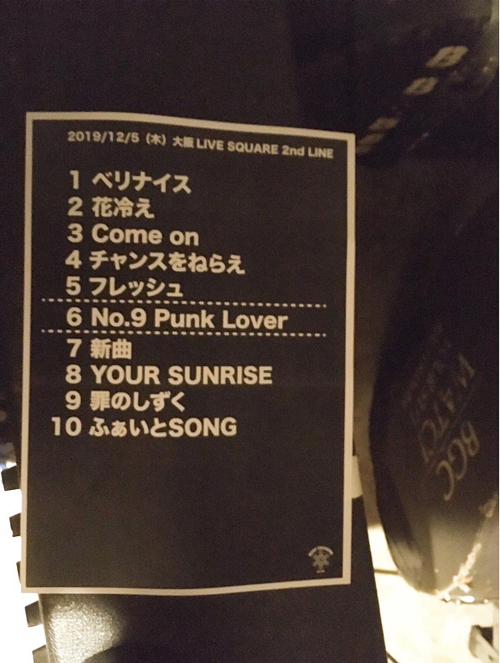 2019/12/5（木）大阪 LIVE SQUARE 2nd LINE
1 ベリナイス
2 花冷え
3 Come on
4 チャンスをねらえ
5 フレッシュ
6 No.9 Punk Lover
7 新曲
8 YOUR SUNRISE
9 罪のしずく
10 ふぁいとSONG
BGC